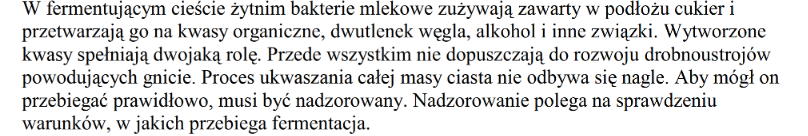 W fermentującym cieście żytnim bakterie mlekowe zużywają zawarty w podłożu cukier i
przetwarzają go na kwasy organiczne, dwutlenek węgla, alkohol i inne związki. Wytworzone
kwasy spełniają dwojaką rolę. Przede wszystkim nie dopuszczają do rozwoju drobnoustrojów
powodujących gnicie. Proces ukwaszania całej masy ciasta nie odbywa się nagle. Aby mógł on
przebiegać prawidłowo, musi być nadzorowany. Nadzorowanie polega na sprawdzeniu
warunków, w jakich przebiega fermentacja.